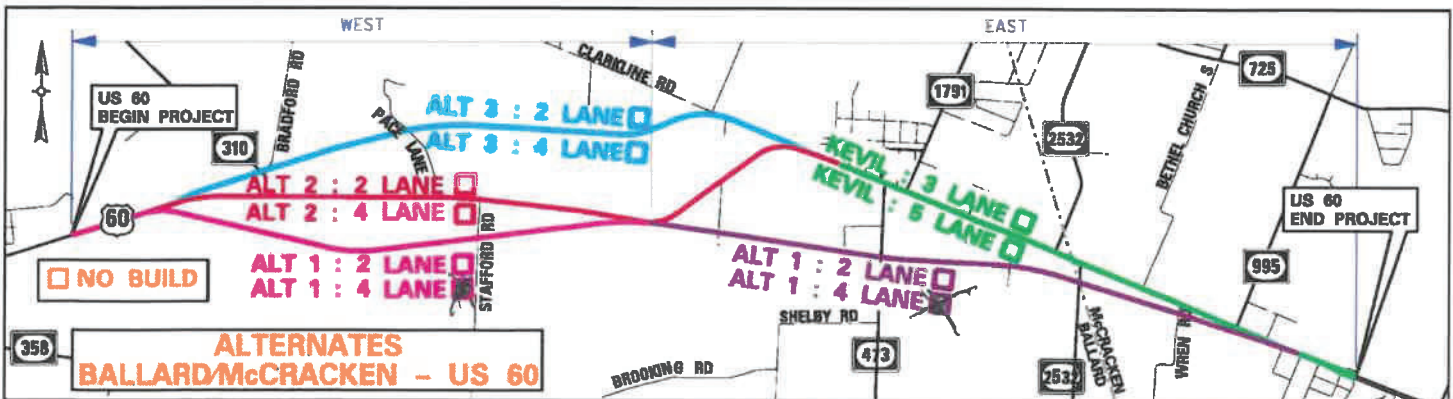 WEST
EAST
CLARKLINE RD
725
US 60
BEGIN PROJECT
BRADFORD RD
1791
BETHEL CHURCH S
310
PACE LANE
ALT 3 : 2 LANE
ALT 3 : 4 LANE
2532
KEVIL : 3 LANE
KEVIL : 5 LANE
ALT 2 : 2 LANE
ALT 2 : 4 LANE
US 60
END PROJECT
60
STAFFORD RD
NO BUILD
ALT 1 : 2 LANE
ALT 1 : 4 LANE
ALT 1 : 2 LANE
ALT 1 : 4 LANE
995
SHELBY RD
McCRACKEN
BALLARD
WREN RD
358
ALTERNATES
BALLARD/McCRACKEN - US 60
473
2532
BROOKING RD